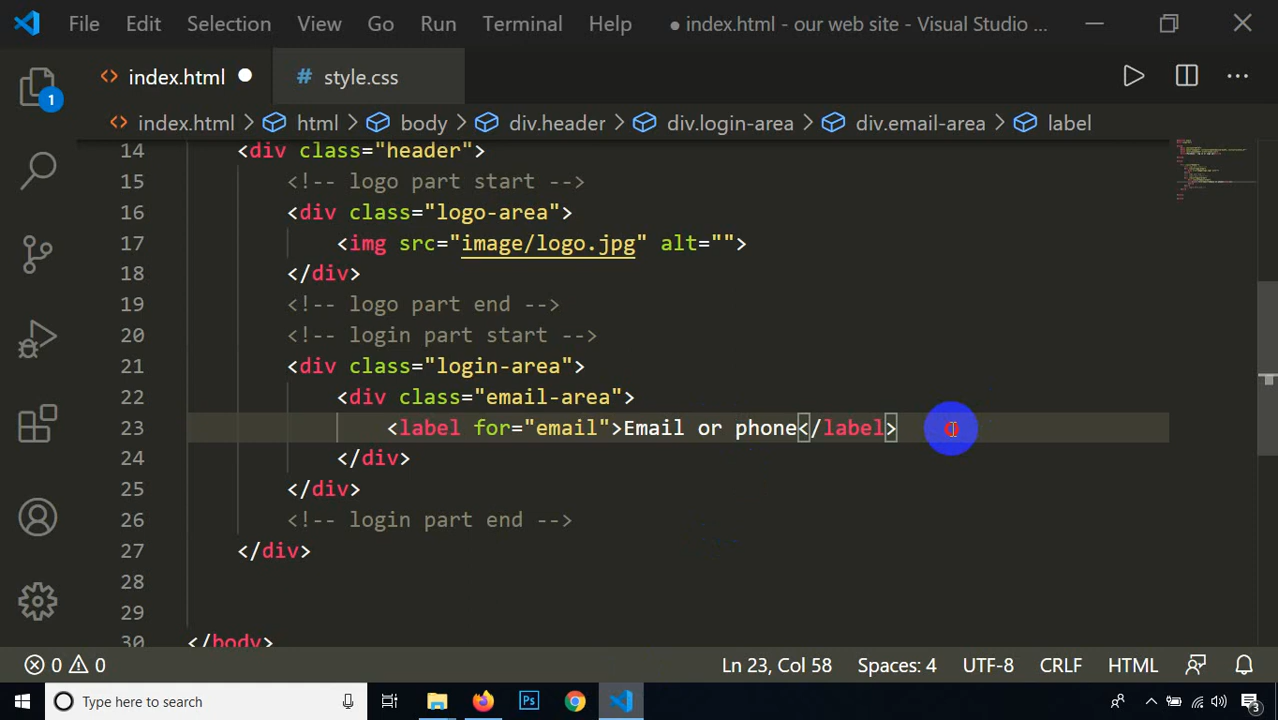 File Edit Selection View Go Run Terminal Help ● index.html - our web site - Visual Studio ...
index.html ● # style.css
index.html > html > body > div.header > div.login-area > div.email-area > label
14 <div class="header">
15 <!-- logo part start -->
16 <div class="logo-area">
17 <img src="image/logo.jpg" alt="">
18 </div>
19 <!-- logo part end -->
20 <!-- login part start -->
21 <div class="login-area">
22 <div class="email-area">
23 <label for="email">Email or phone</label>
24 </div>
25 </div>
26 <!-- login part end -->
27 </div>
28
29
30 </body>
1
0 0 Ln 23, Col 58 Spaces: 4 UTF-8 CRLF HTML
Type here to search Ps 3